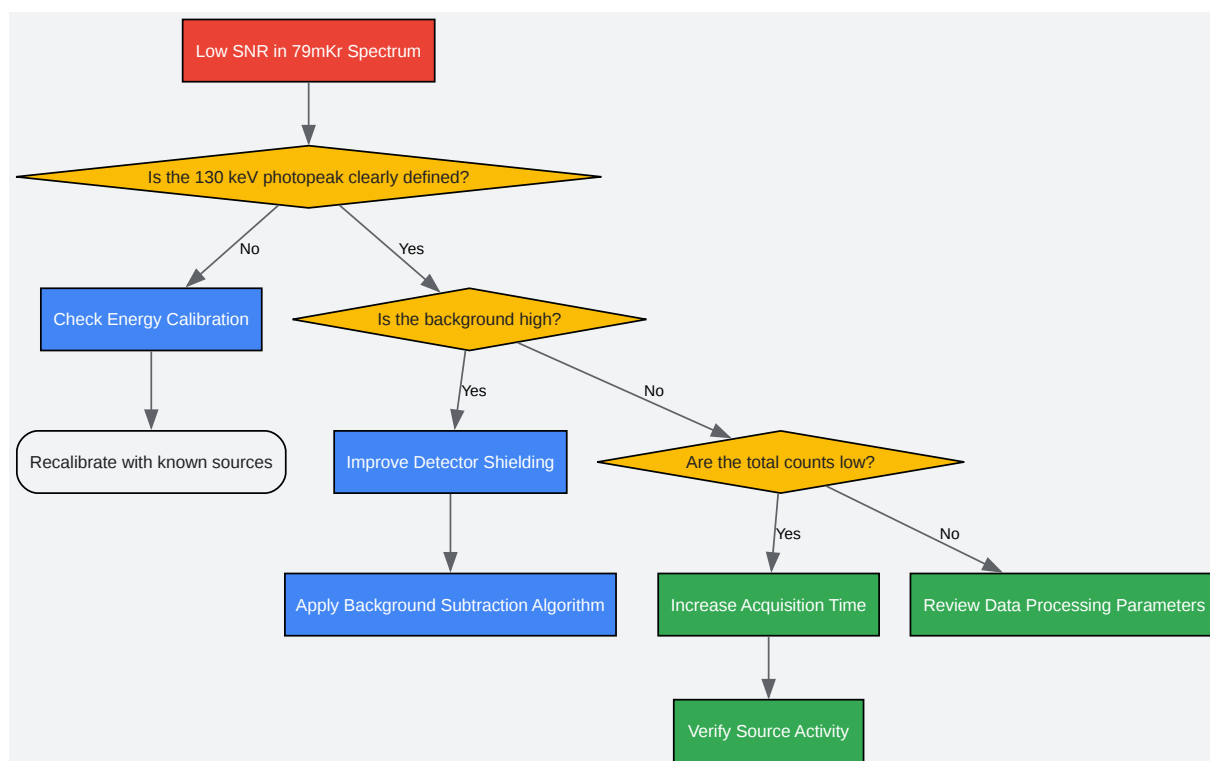 Low SNR in 79mKr Spectrum
Is the 130 keV photopeak clearly defined?
No
Yes
Check Energy Calibration
Is the background high?
Yes
No
Recalibrate with known sources
Improve Detector Shielding
Are the total counts low?
Yes
No
Apply Background Subtraction Algorithm
Increase Acquisition Time
Review Data Processing Parameters
Verify Source Activity